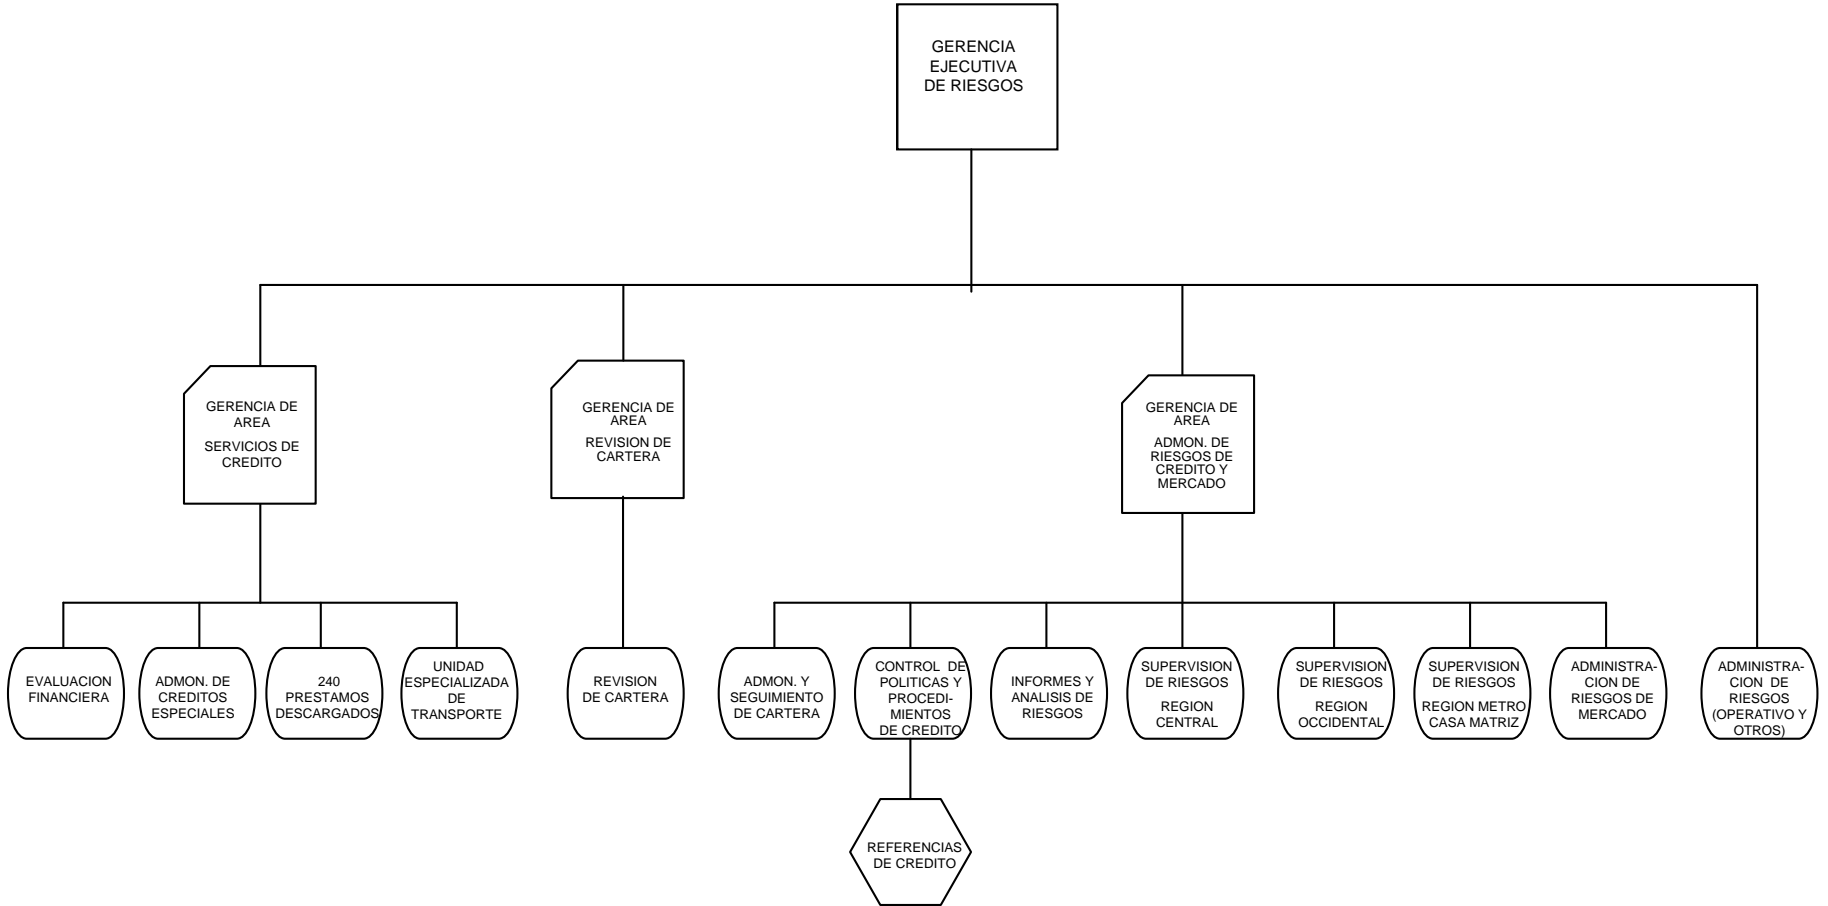 GERENCIA
EJECUTIVA
DE RIESGOS
GERENCIA DE
AREA
SERVICIOS DE
CREDITO
GERENCIA DE
AREA
REVISION DE
CARTERA
GERENCIA DE
AREA
ADMON. DE
RIESGOS DE
CREDITO Y
MERCADO
EVALUACION
FINANCIERA
ADMON. DE
CREDITOS
ESPECIALES
240
PRESTAMOS
DESCARGADOS
UNIDAD
ESPECIALIZADA
DE
TRANSPORTE
REVISION
DE CARTERA
ADMON. Y
SEGUIMIENTO
DE CARTERA
CONTROL DE
POLITICAS Y
PROCEDI-
MIENTOS
DE CREDITO
INFORMES Y
ANALISIS DE
RIESGOS
SUPERVISION
DE RIESGOS
REGION
CENTRAL
SUPERVISION
DE RIESGOS
REGION
OCCIDENTAL
SUPERVISION
DE RIESGOS
REGION METRO
CASA MATRIZ
ADMINISTRA-
CION DE
RIESGOS DE
MERCADO
ADMINISTRA-
CION DE
RIESGOS
(OPERATIVO Y
OTROS)
REFERENCIAS
DE CREDITO